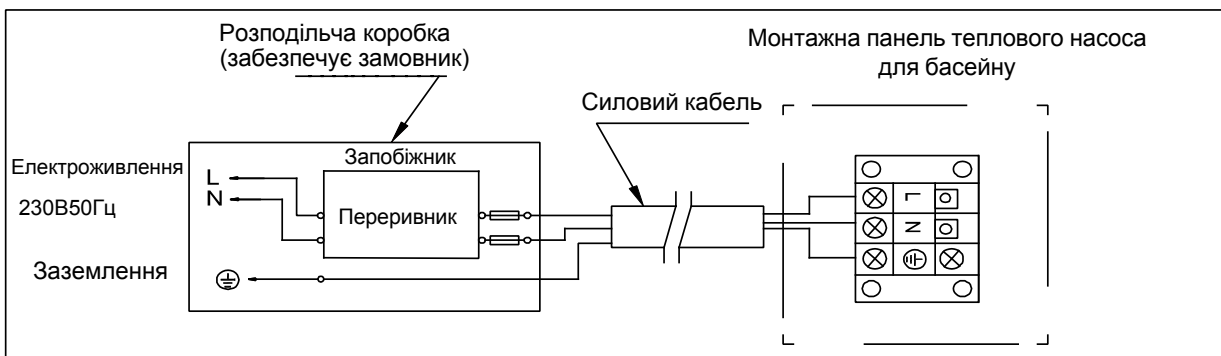 Розподільча коробка
(забезпечує замовник)
Монтажна панель теплового насоса
для басейну
Силовий кабель
Електроживлення
230В50Гц
Заземлення
L
N
Запобіжник
Переривник
L
N